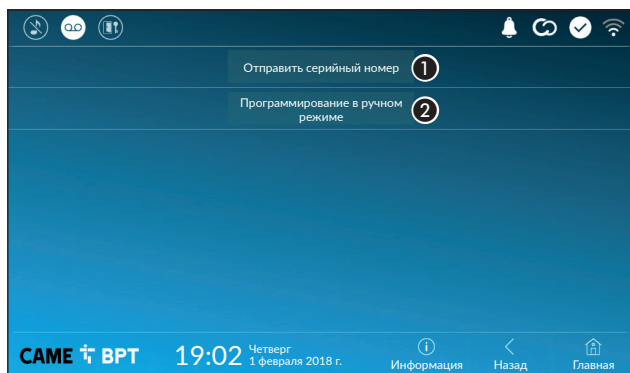 Отправить серийный номер 1
Программирование в ручном
режиме 2
CAME BPT 19:02 Четверг
1 февраля 2018 г.
Информация Назад Главная